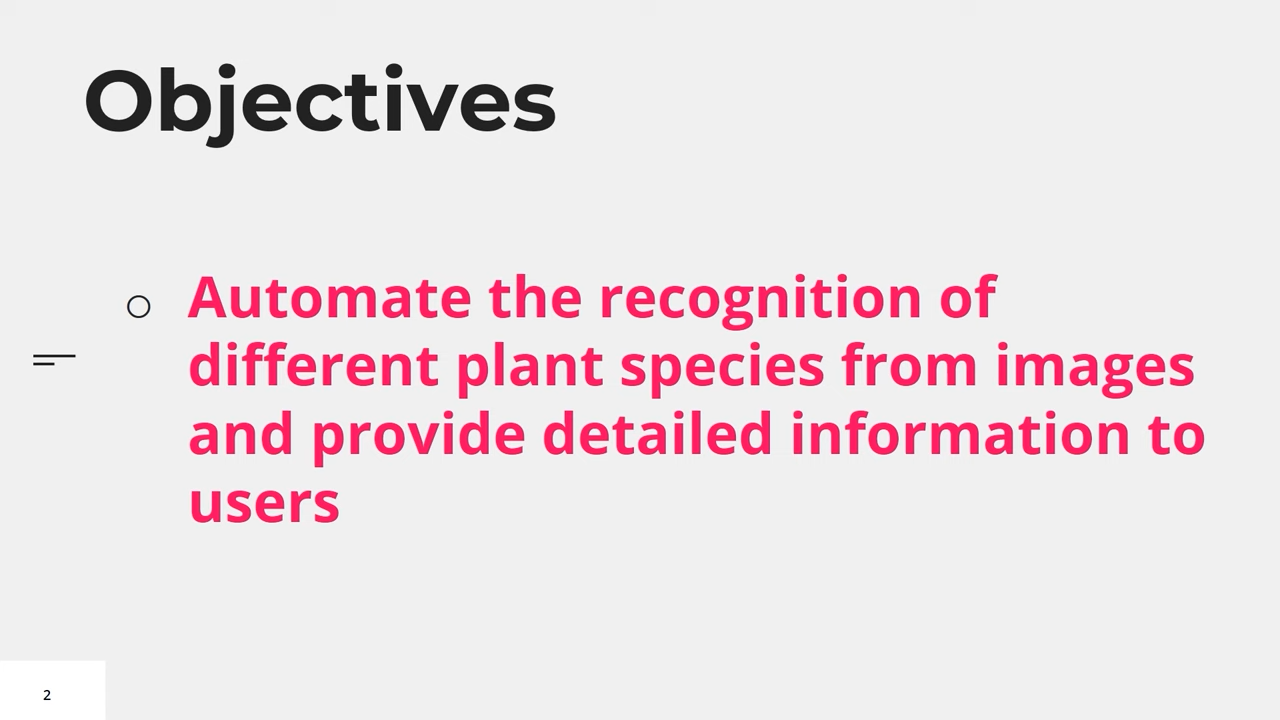 Objectives
○ Automate the recognition of
different plant species from images
and provide detailed information to
users
2